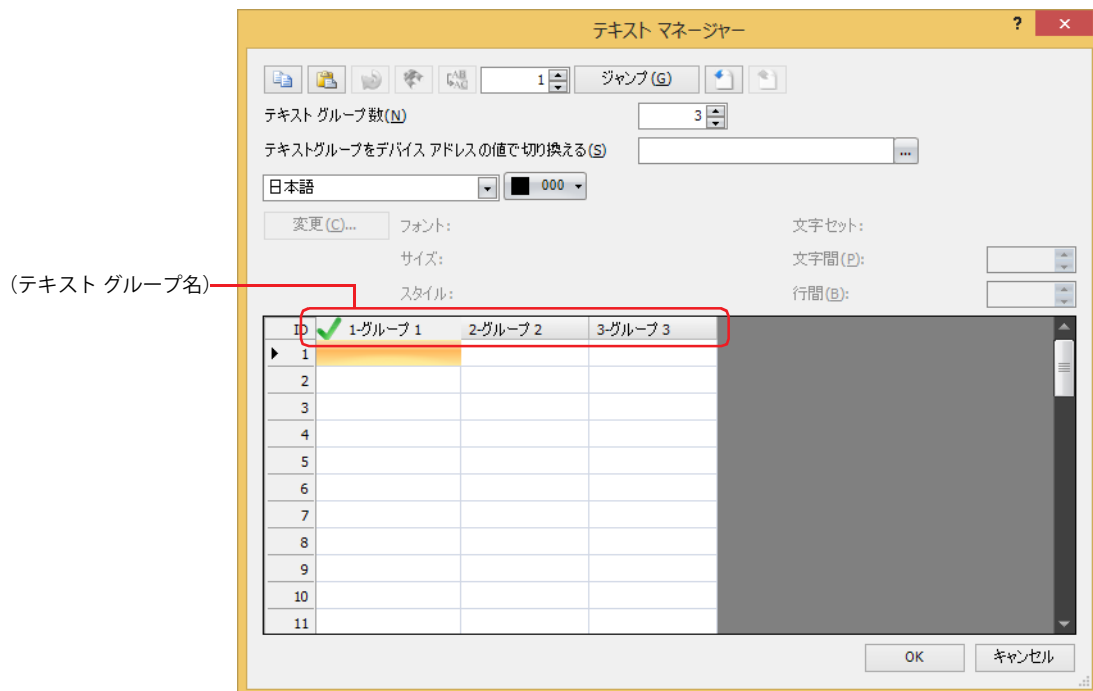 テキスト マネージャー
?
×
1
ジャンプ(G)
テキスト グループ数(N)
3
テキストグループをデバイス アドレスの値で切り換える(S)
...
日本語
000
変更(C)...
フォント:
文字セット:
サイズ:
文字間(P):
(テキスト グループ名)
スタイル:
行間(B):
ID 1-グループ 1 2-グループ 2 3-グループ 3
1
2
3
4
5
6
7
8
9
10
11
OK
キャンセル